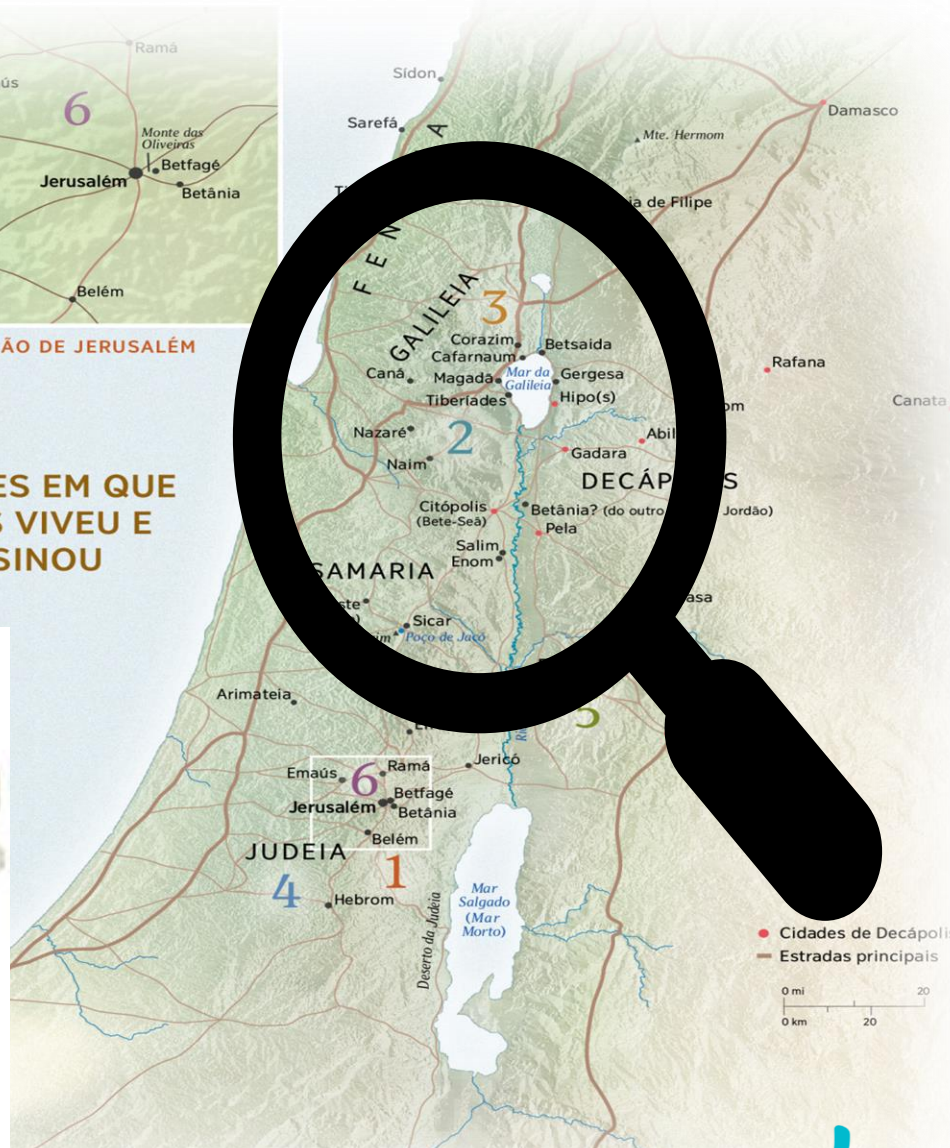 Ramá
6
Monte das
Oliveiras
Betfagé
Jerusalém
Betânia
Belém
ÃO DE JERUSALÉM
ES EM QUE
VIVEU E
SINOU
Sídon
Sarefá
Damasco
Mte. Hermom
de Filipe
GALILEIA
3
Corazim
Betsaida
Cafarnaum
Caná
Magadã
Mar da
Galileia
Gergesa
Tiberíades
Hipo(s)
Rafana
Canata
Nazaré
2
Naim
Gadara
Abil
Citópolis
(Bete-Seã)
Betânia? (do outro
Jordão)
Pela
Salim
Enom
SAMARIA
Sicar
Poço de Jacó
Arimateia
5
Emaús
6
Ramá
Jericó
Betfagé
Jerusalém
Betânia
Belém
JUDEIA
4
1
Hebrom
Deserto da Judeia
Mar
Salgado
(Mar
Morto)
Cidades de Decápolis
Estradas principais
0 mi 20
0 km 20